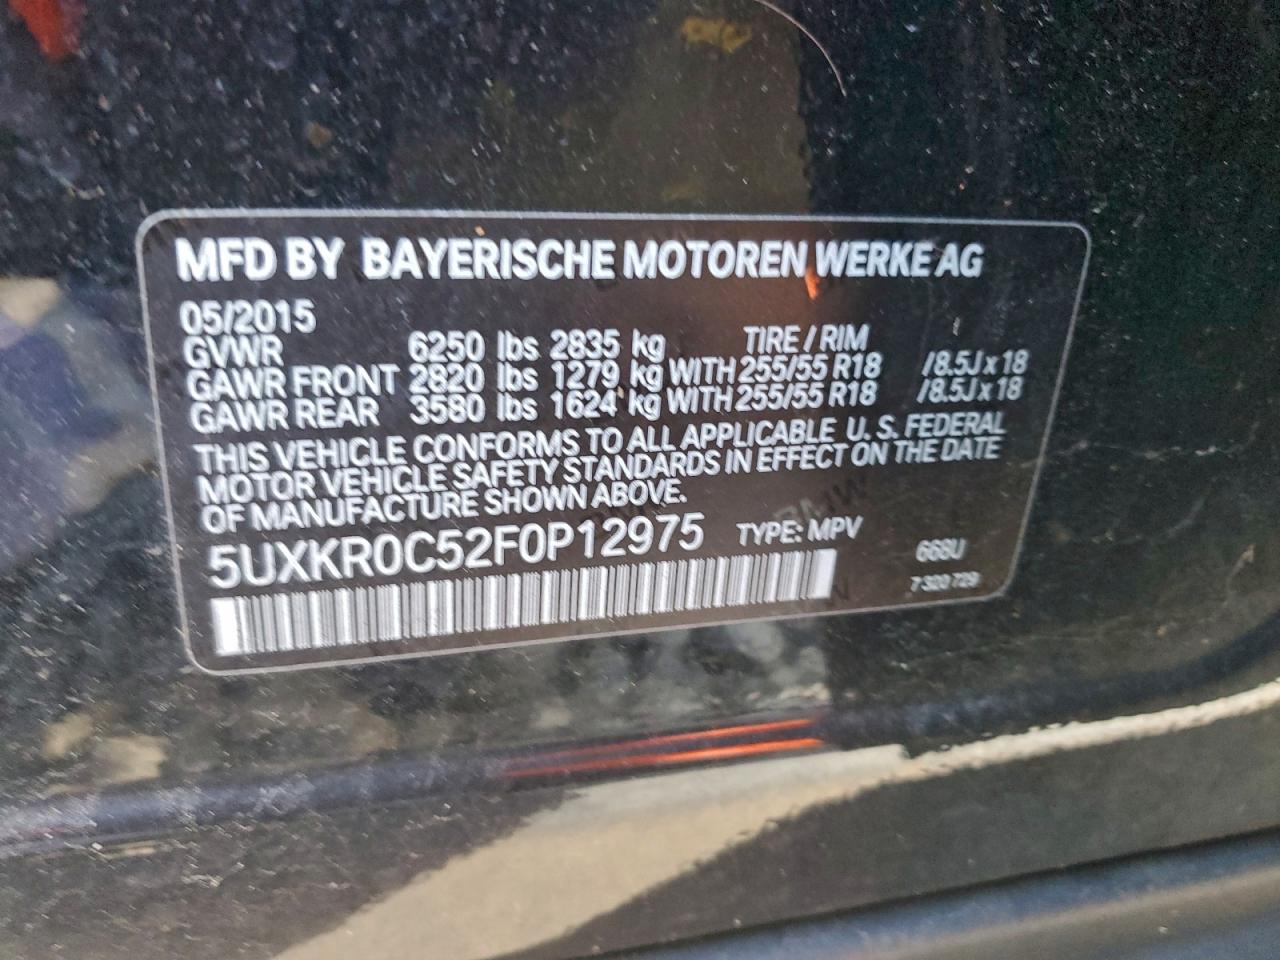 MFD BY BAYERISCHE MOTOREN WERKE AG
05/2015
GVWR 6250 lbs 2835 kg TIRE / RIM
GAWR FRONT 2820 lbs 1279 kg WITH 255/55 R18 /8.5J x 18
GAWR REAR 3580 lbs 1624 kg WITH 255/55 R18 /8.5J x 18
THIS VEHICLE CONFORMS TO ALL APPLICABLE U. S. FEDERAL
MOTOR VEHICLE SAFETY STANDARDS IN EFFECT ON THE DATE
OF MANUFACTURE SHOWN ABOVE.
5UXKR0C52F0P12975 TYPE: MPV
668U
7 320 729